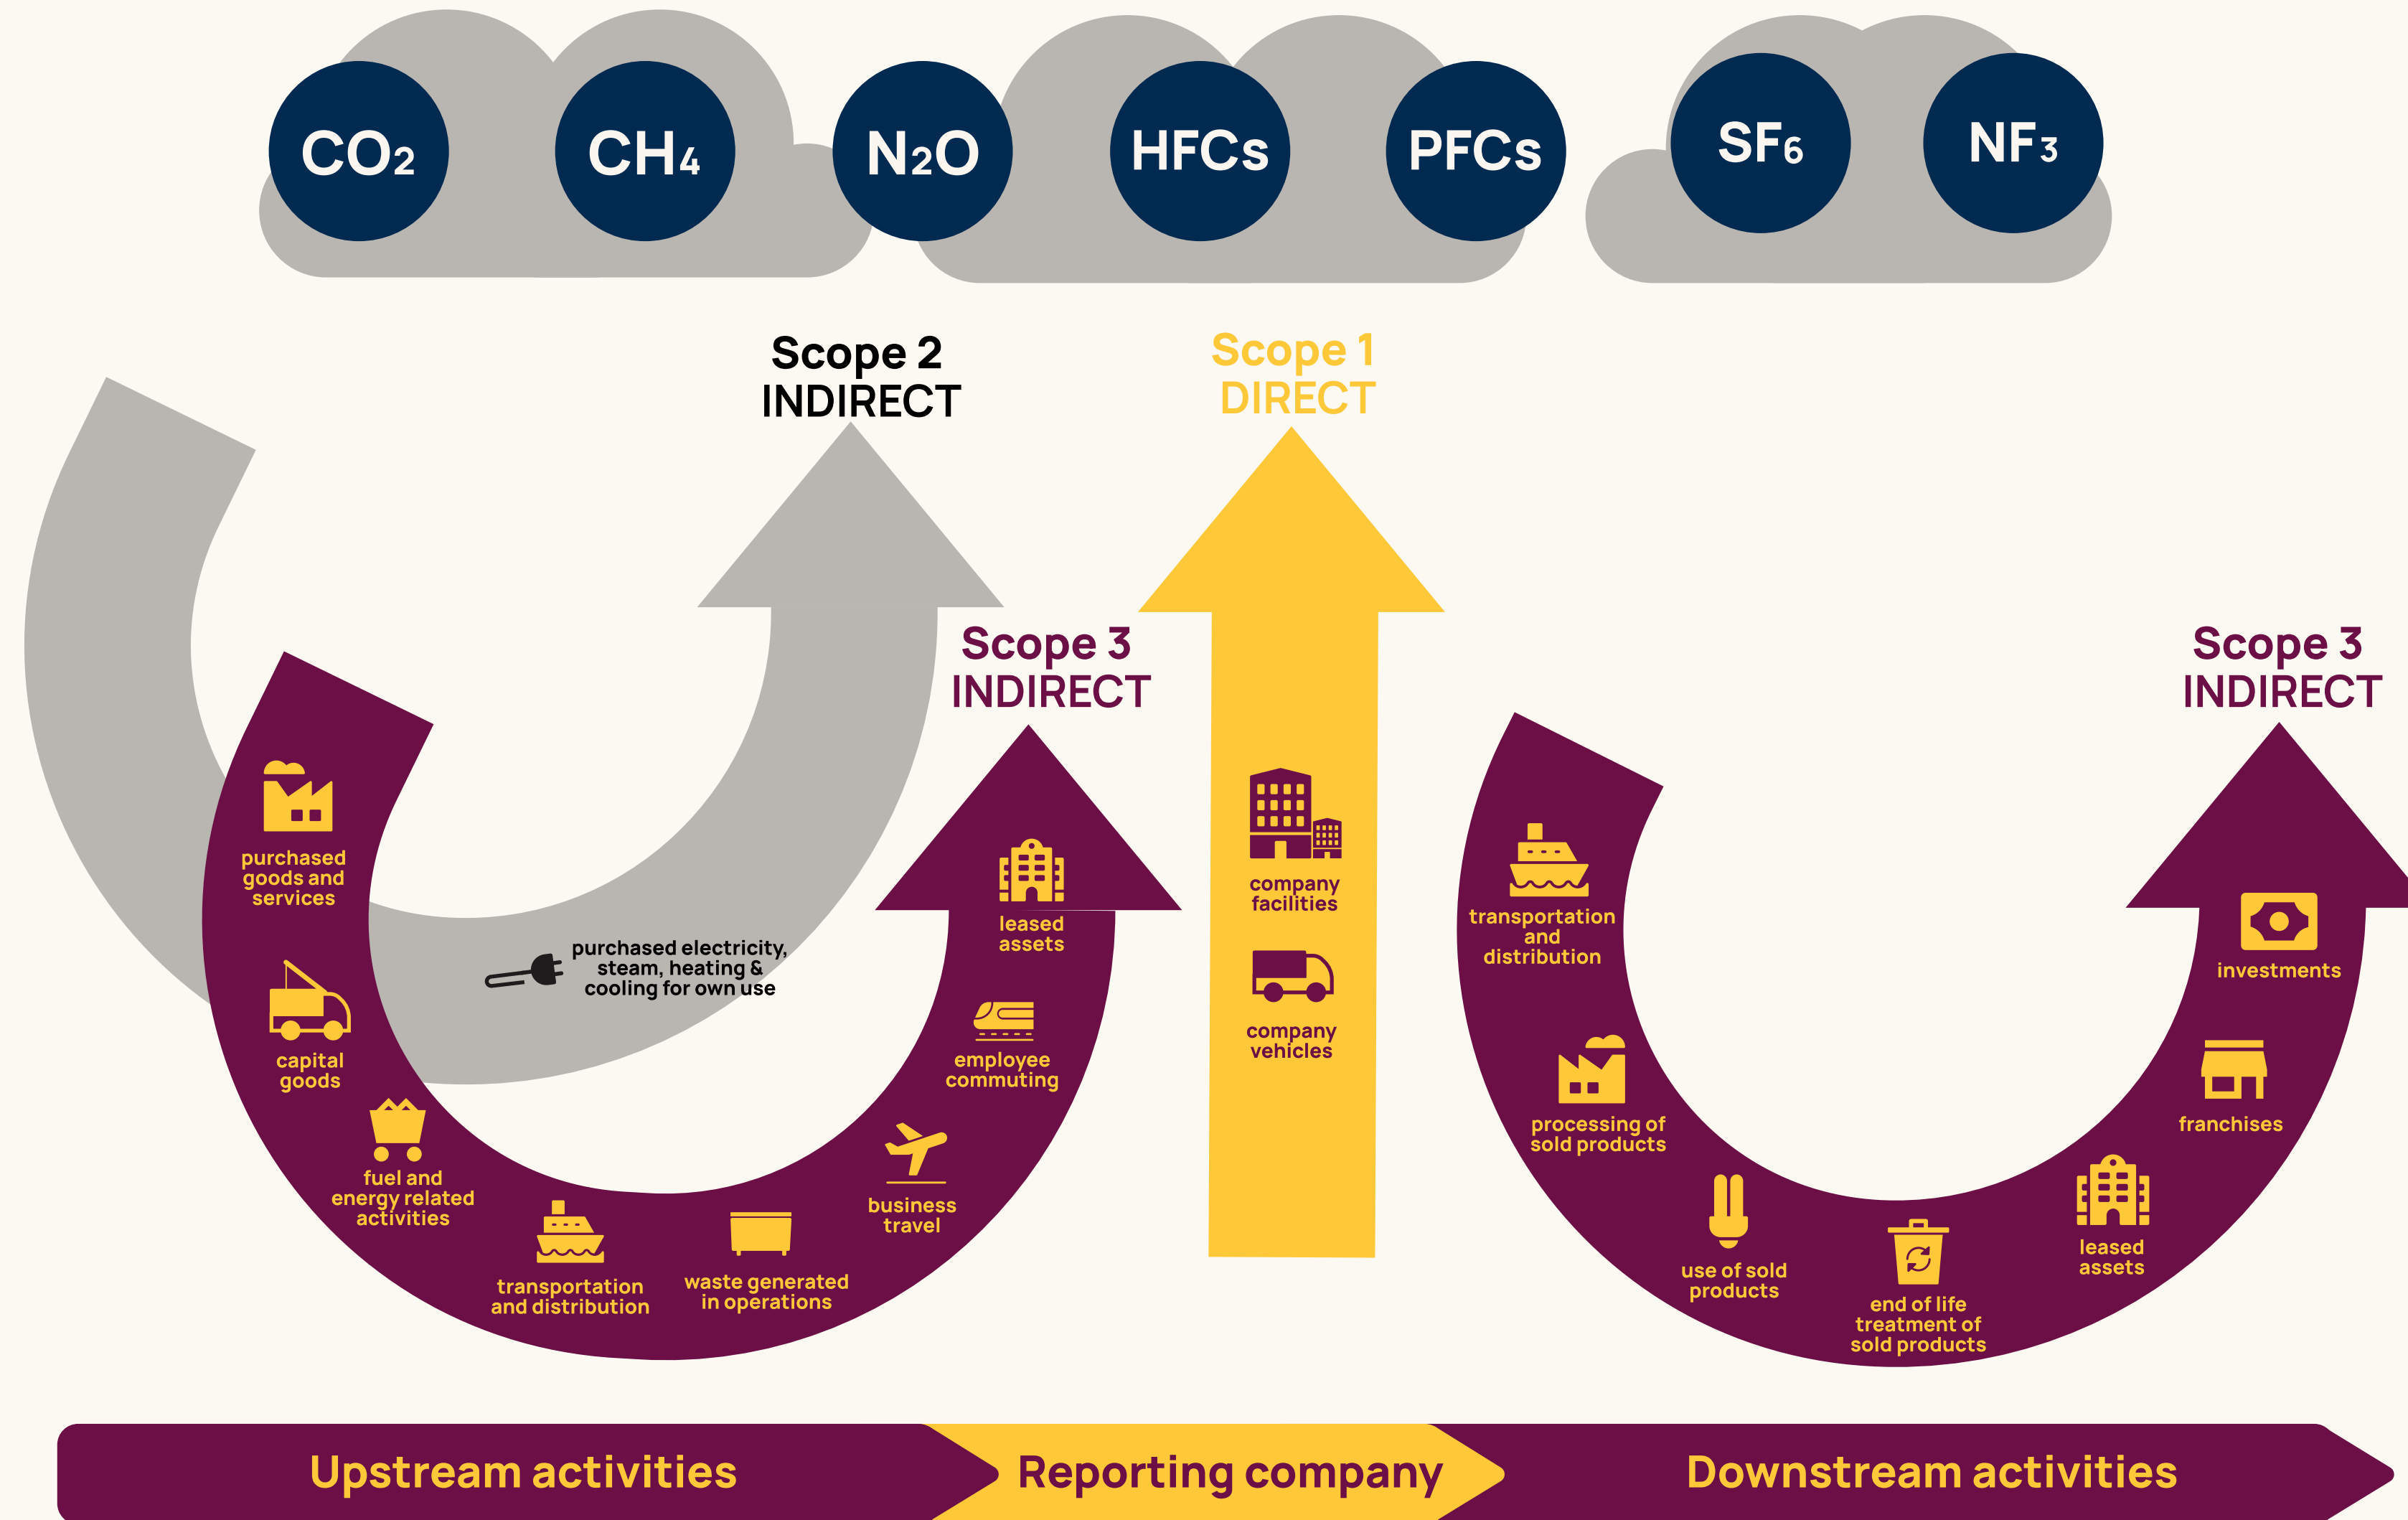 CO₂
CH₄
N₂O
HFCs
PFCs
SF₆
NF₃
Scope 2
INDIRECT
Scope 1
DIRECT
Scope 3
INDIRECT
Scope 3
INDIRECT
purchased
goods and
services
capital
goods
fuel and
energy related
activities
transportation
and distribution
waste generated
in operations
business
travel
employee
commuting
leased
assets
purchased electricity,
steam, heating &
cooling for own use
company
facilities
company
vehicles
transportation
and
distribution
processing of
sold products
use of sold
products
end of life
treatment of
sold products
leased
assets
franchises
investments
Upstream activities
Reporting company
Downstream activities